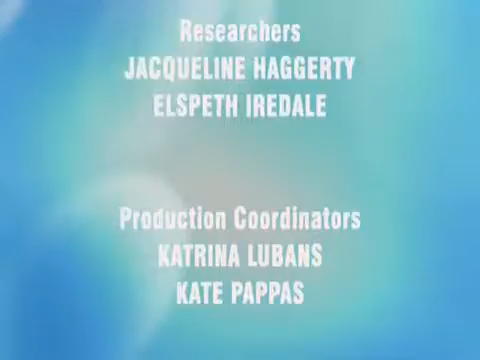 Researchers
JACQUELINE HAGGERTY
ELSPETH IREDALE
Production Coordinators
KATRINA LUBANS
KATE PAPPAS